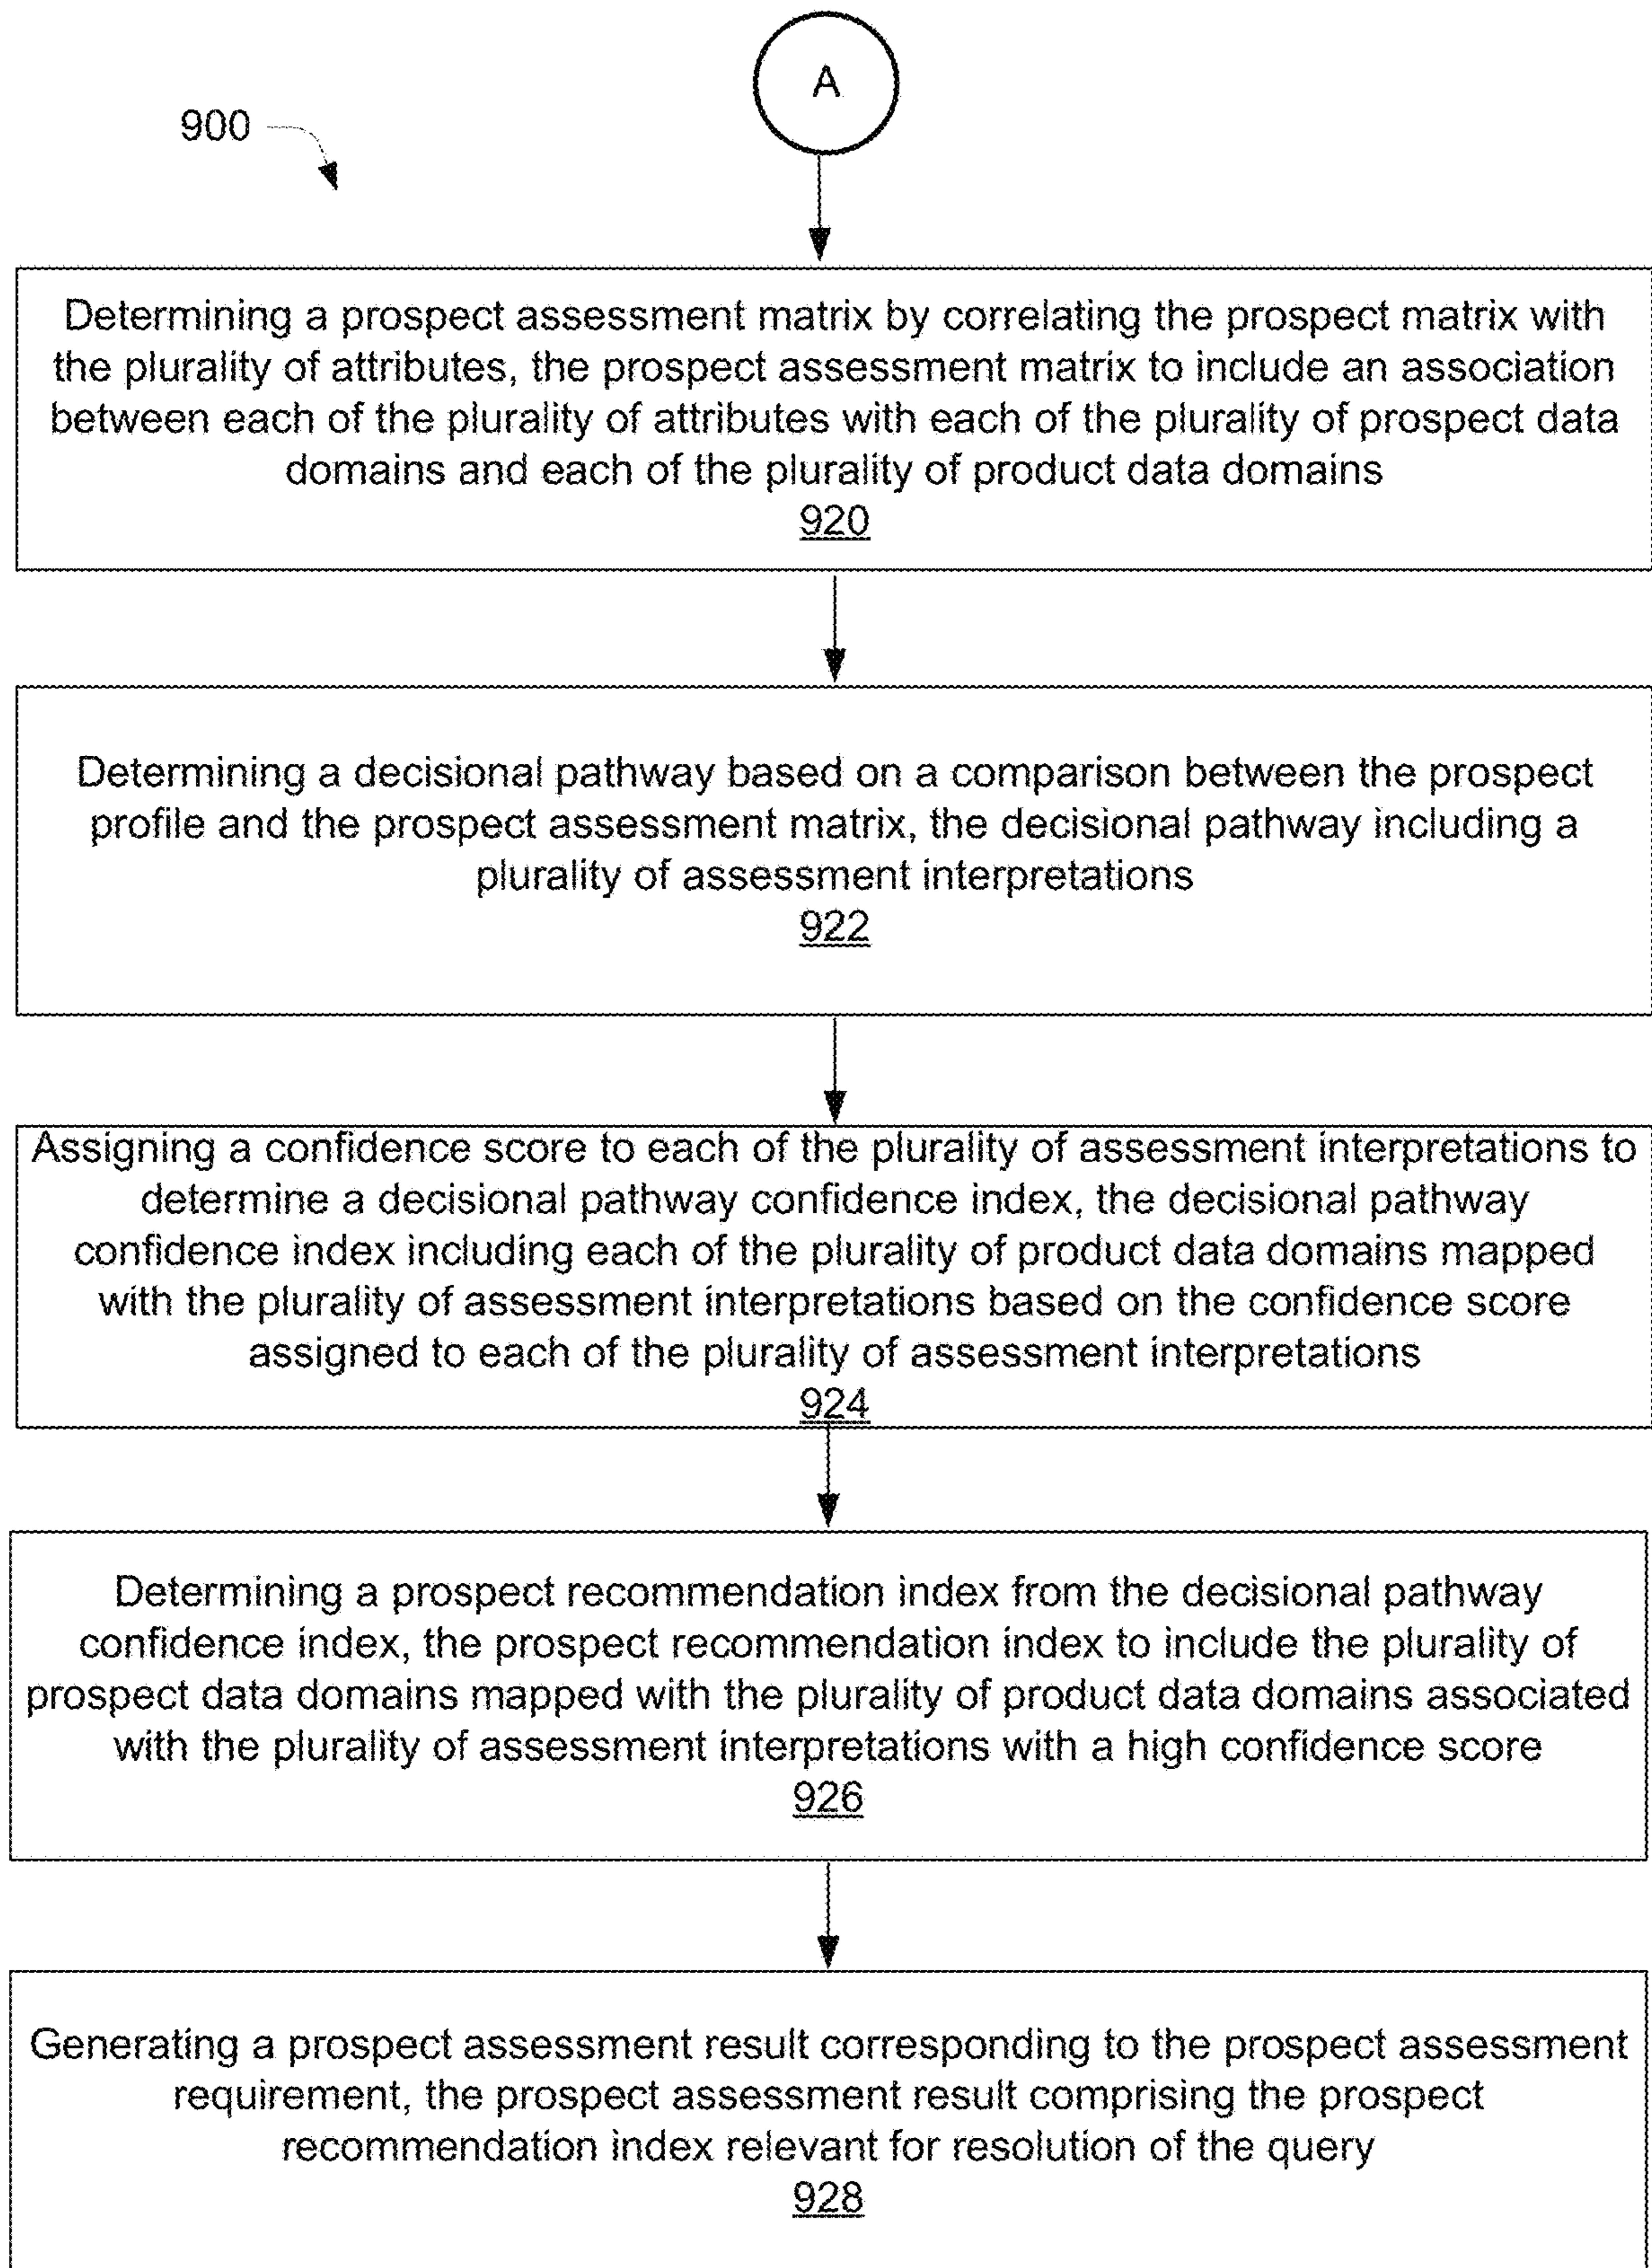 A
900
Determining a prospect assessment matrix by correlating the prospect matrix with
the plurality of attributes, the prospect assessment matrix to include an association
between each of the plurality of attributes with each of the plurality of prospect data
domains and each of the plurality of product data domains
920
Determining a decisional pathway based on a comparison between the prospect
profile and the prospect assessment matrix, the decisional pathway including a
plurality of assessment interpretations
922
Assigning a confidence score to each of the plurality of assessment interpretations to
determine a decisional pathway confidence index, the decisional pathway
confidence index including each of the plurality of product data domains mapped
with the plurality of assessment interpretations based on the confidence score
assigned to each of the plurality of assessment interpretations
924
Determining a prospect recommendation index from the decisional pathway
confidence index, the prospect recommendation index to include the plurality of
prospect data domains mapped with the plurality of product data domains associated
with the plurality of assessment interpretations with a high confidence score
926
Generating a prospect assessment result corresponding to the prospect assessment
requirement, the prospect assessment result comprising the prospect
recommendation index relevant for resolution of the query
928